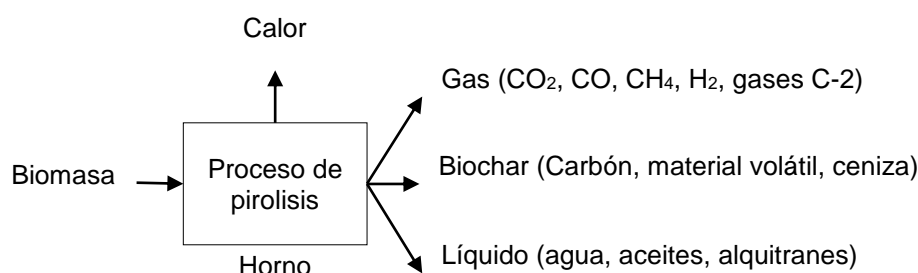 Calor
Gas (CO₂, CO, CH₄, H₂, gases C-2)
Biomasa
Proceso de
pirolisis
Biochar (Carbón, material volátil, ceniza)
Horno
Líquido (agua, aceites, alquitranes)